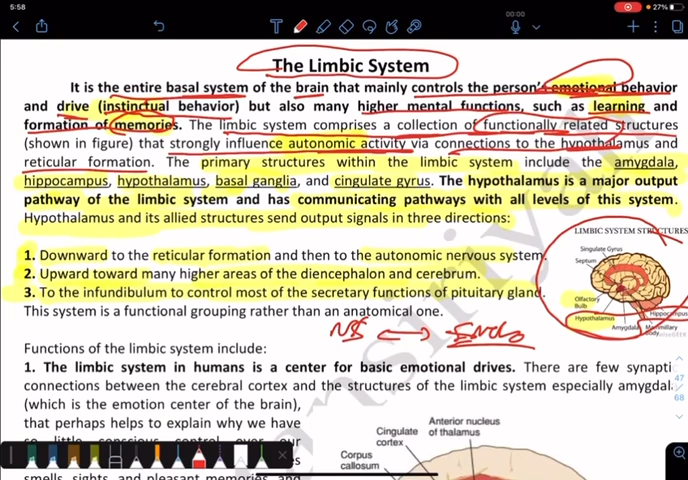 5:58
27%
00:00
The Limbic System
It is the entire basal system of the brain that mainly controls the person's emotional behavior
and drive (instinctual behavior) but also many higher mental functions, such as learning and
formation of memories. The limbic system comprises a collection of functionally related structures
(shown in figure) that strongly influence autonomic activity via connections to the hypothalamus and
reticular formation. The primary structures within the limbic system include the amygdala,
hippocampus, hypothalamus, basal ganglia, and cingulate gyrus. The hypothalamus is a major output
pathway of the limbic system and has communicating pathways with all levels of this system.
Hypothalamus and its allied structures send output signals in three directions:
LIMBIC SYSTEM STRUCTURES
Singulate Gyrus
Septum
Olfactory
Bulb
Hypothalamus
Amygdala
Hippocampus
Mammillary
body
1. Downward to the reticular formation and then to the autonomic nervous system.
2. Upward toward many higher areas of the diencephalon and cerebrum.
3. To the infundibulum to control most of the secretary functions of pituitary gland.
This system is a functional grouping rather than an anatomical one.
NS ↔ Endo
Functions of the limbic system include:
1. The limbic system in humans is a center for basic emotional drives. There are few synaptic
connections between the cerebral cortex and the structures of the limbic system especially amygdala
(which is the emotion center of the brain),
that perhaps helps to explain why we have
so little conscious control over our
smells, sights and pleasant memories and
47
68
Cingulate
cortex
Anterior nucleus
of thalamus
Corpus
callosum